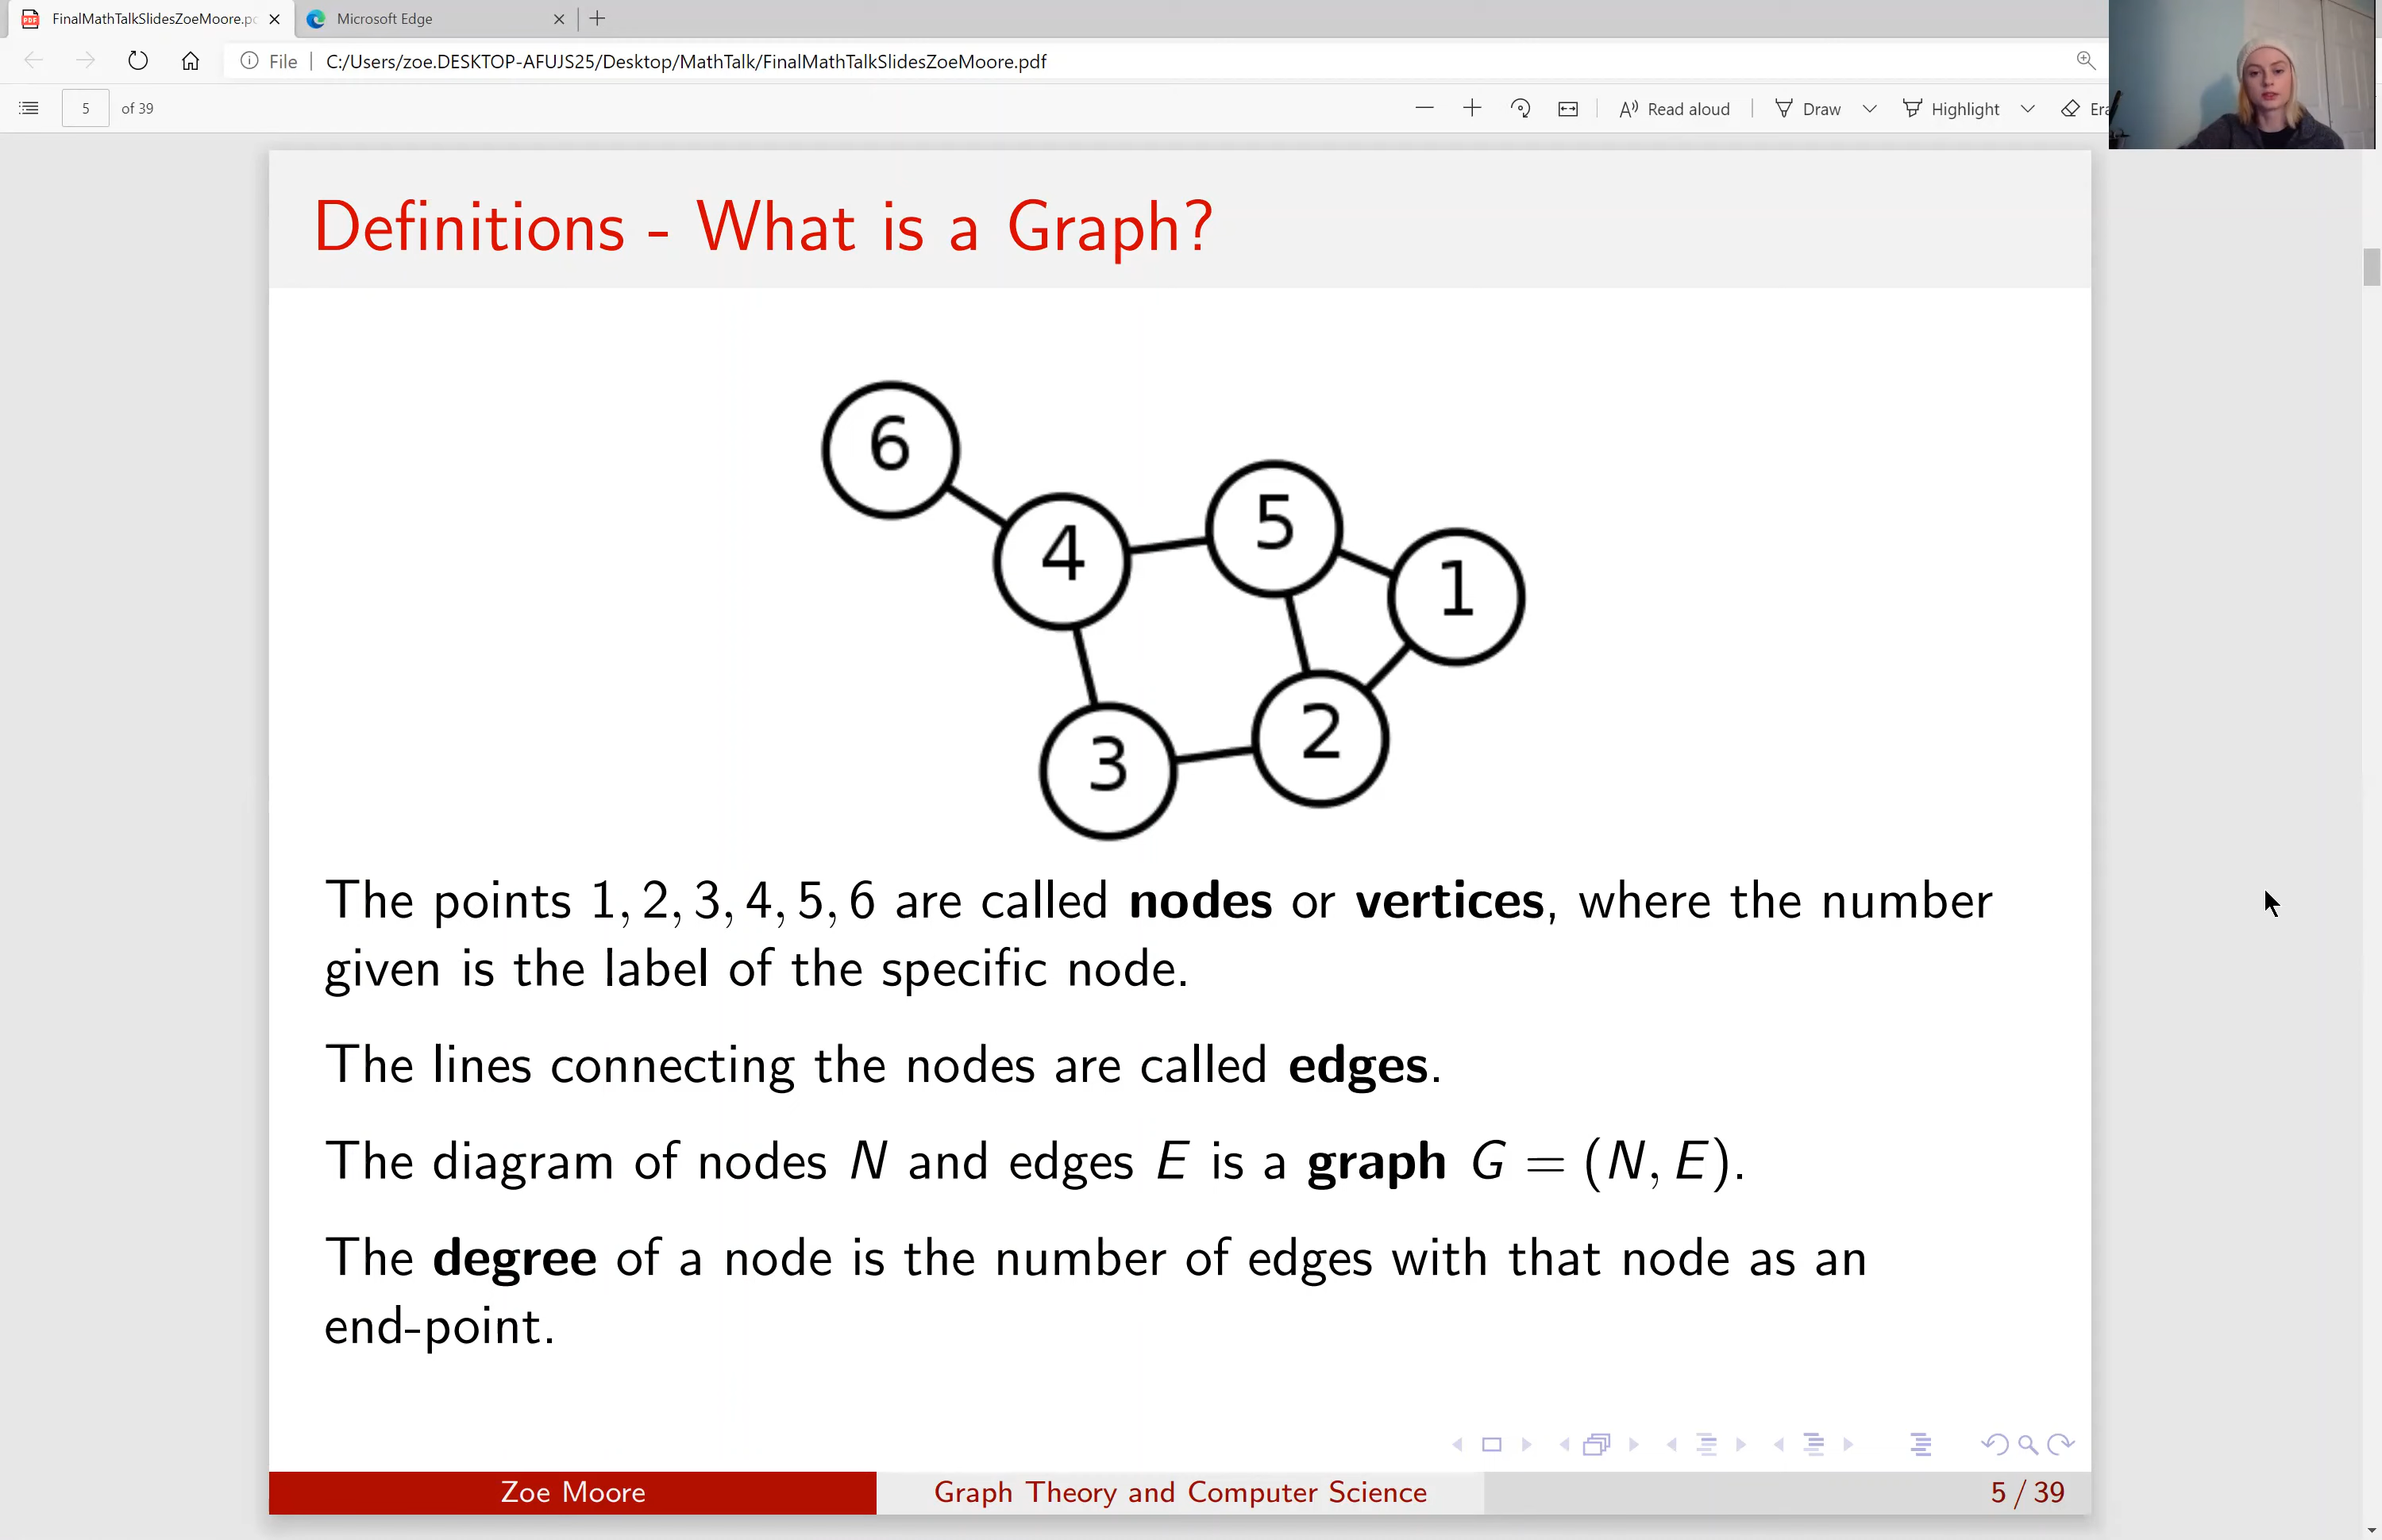 FinalMathTalkSlidesZoeMoore.pd
Microsoft Edge
File | C:/Users/zoe.DESKTOP-AFUJS25/Desktop/MathTalk/FinalMathTalkSlidesZoeMoore.pdf
5 of 39
Read aloud
Draw
Highlight
Era
Definitions - What is a Graph?
6
4
5
1
3
2
The points 1, 2, 3, 4, 5, 6 are called nodes or vertices, where the number
given is the label of the specific node.
The lines connecting the nodes are called edges.
The diagram of nodes N and edges E is a graph G = (N, E).
The degree of a node is the number of edges with that node as an
end-point.
Zoe Moore
Graph Theory and Computer Science
5 / 39